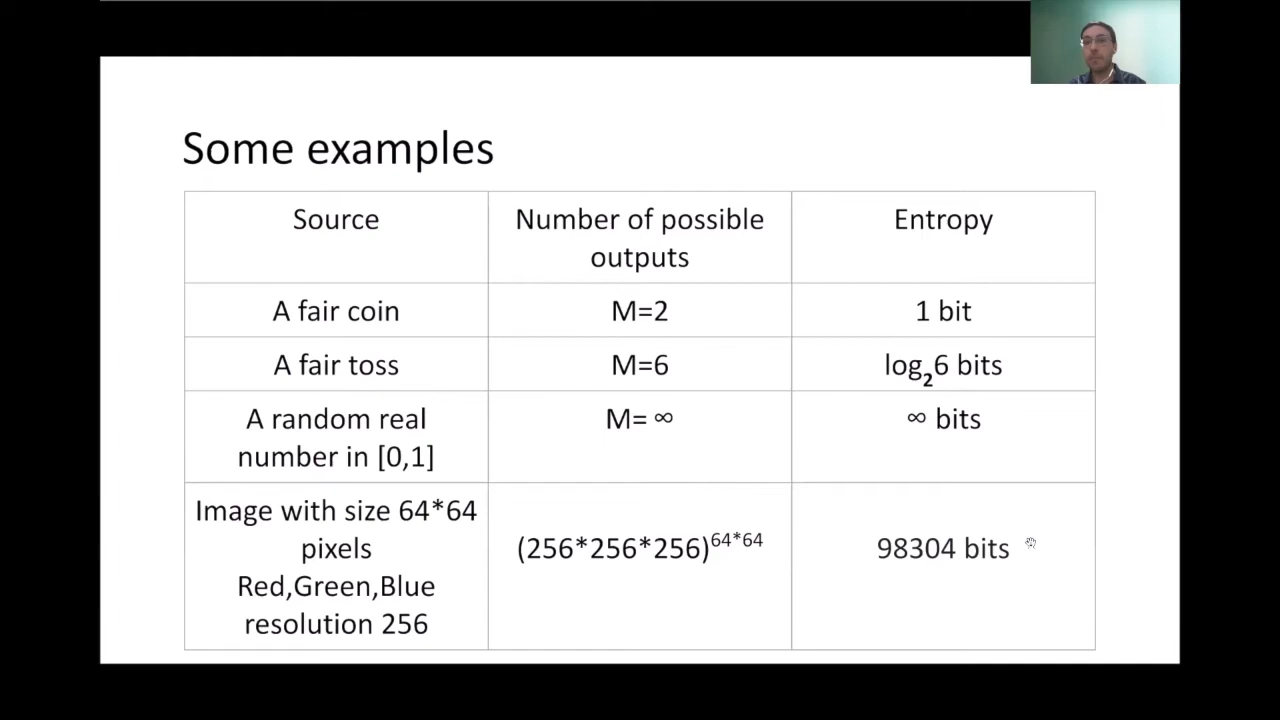 Some examples
Source
Number of possible
outputs
Entropy
A fair coin
M=2
1 bit
A fair toss
M=6
log₂6 bits
A random real
number in [0,1]
M= ∞
∞ bits
Image with size 64*64
pixels
Red,Green,Blue
resolution 256
(256*256*256)^64*64
98304 bits